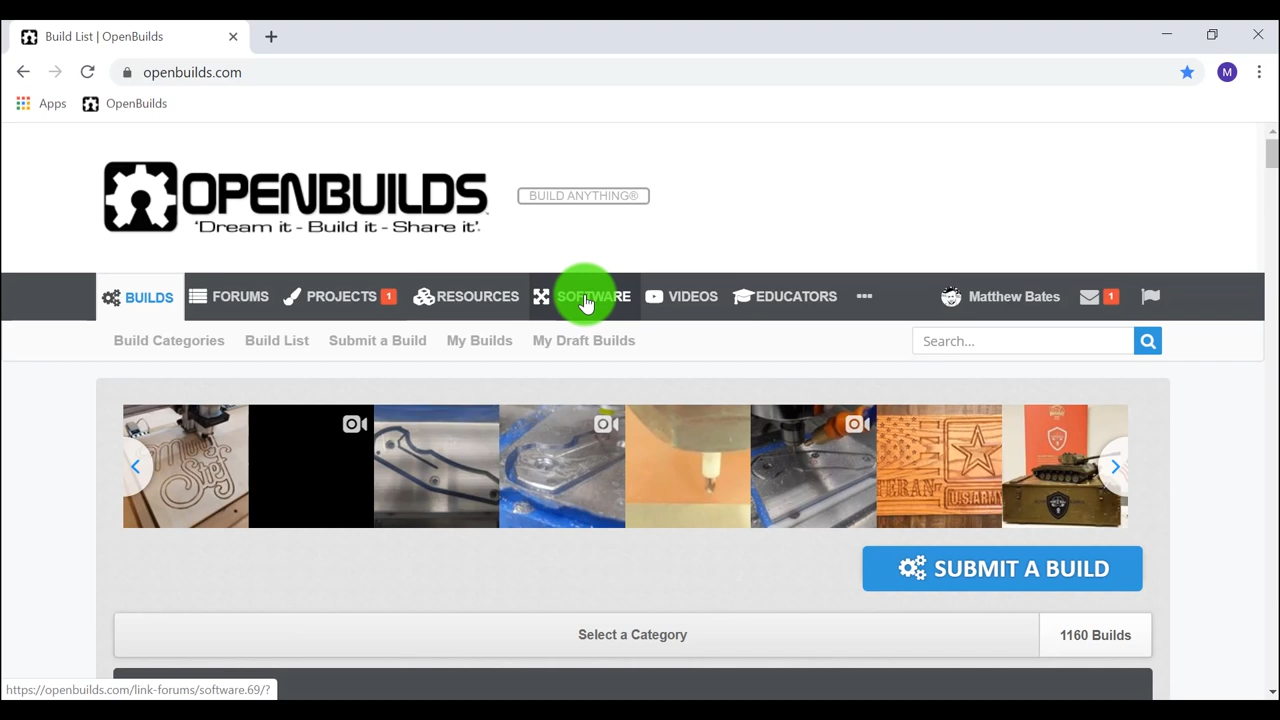 Build List | OpenBuilds
openbuilds.com
M
Apps
OpenBuilds
OPENBUILDS
"Dream it - Build it - Share it".
BUILD ANYTHING®
BUILDS
FORUMS
PROJECTS 1
RESOURCES
SOFTWARE
VIDEOS
EDUCATORS
Matthew Bates
1
Build Categories
Build List
Submit a Build
My Builds
My Draft Builds
Search...
VETERAN
U.S.ARMY
SUBMIT A BUILD
Select a Category
1160 Builds
https://openbuilds.com/link-forums/software.69/?